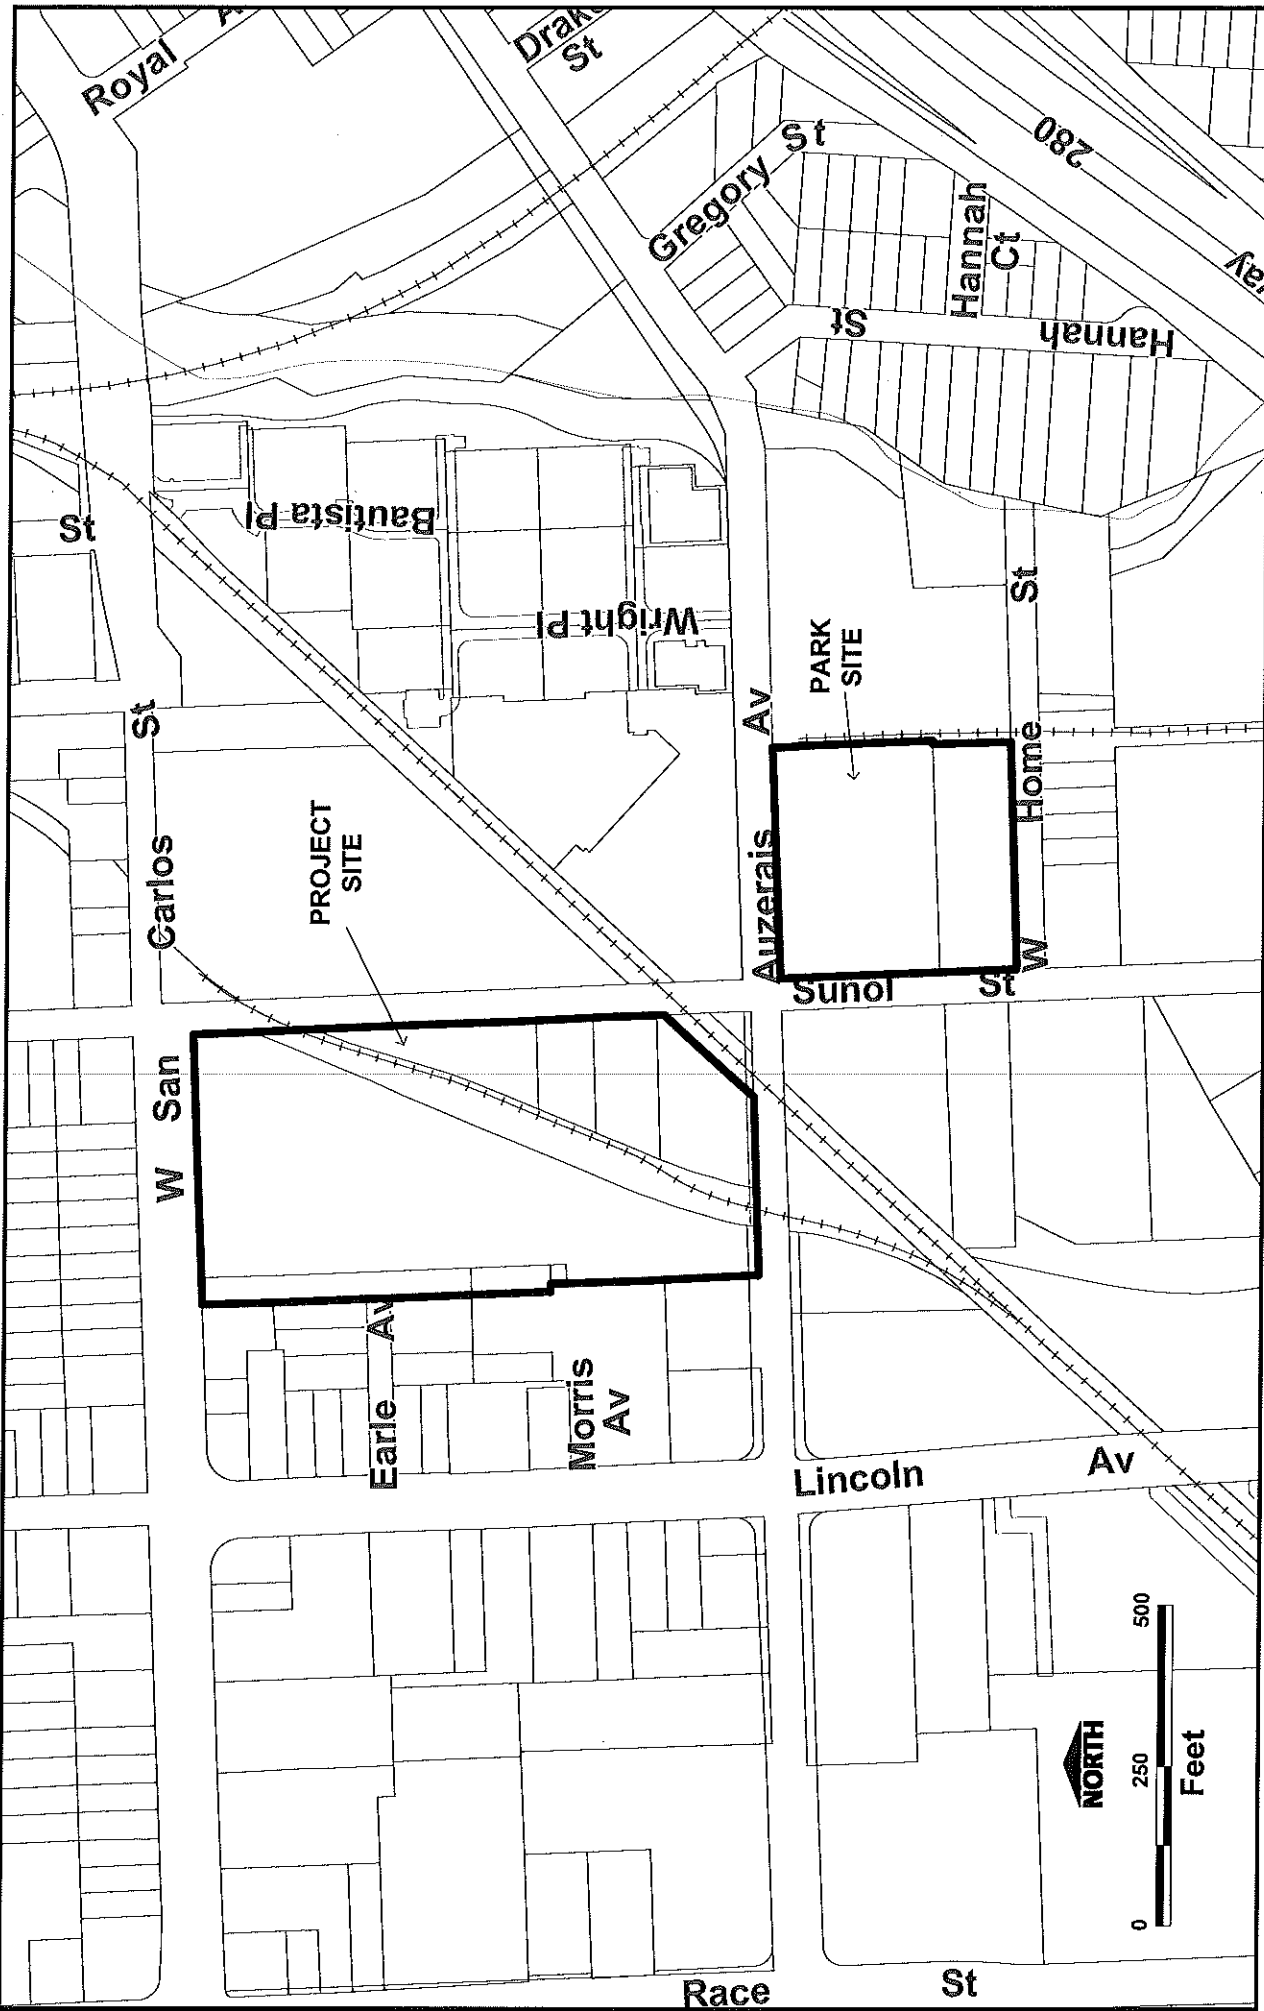 Royal
Drake
St
280
Gregory St
Hannah
Ct
Hannah St
St
Bautista Pl
Wright Pl
W San Carlos St
PROJECT
SITE
PARK
SITE
Auzerais Av
W Home St
Sunol St
Earle Av
Morris
Av
Lincoln Av
Race St
NORTH
0 250 500
Feet